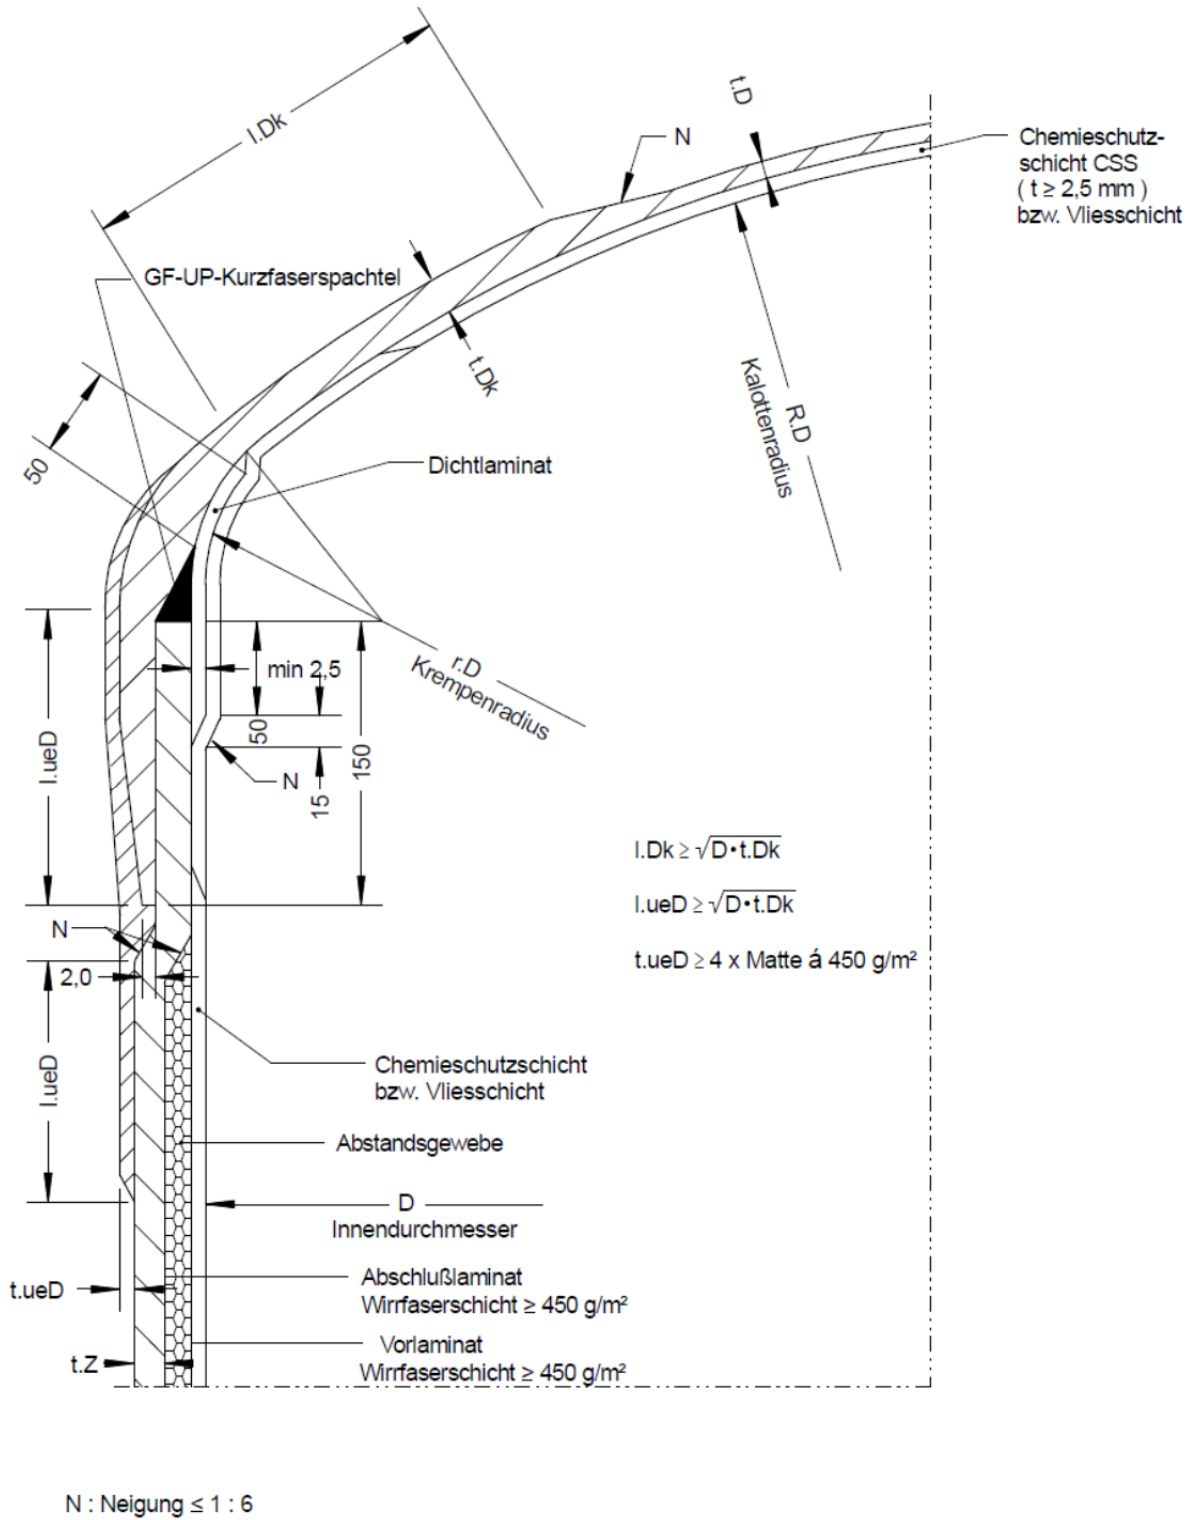 l.Dk
t.D
N
Chemieschutz-
schicht CSS
( t ≥ 2,5 mm )
bzw. Vliesschicht
GF-UP-Kurzfaserspachtel
t.Dk
R.D
Kalottenradius
50
Dichtlaminat
r.D
Krempenradius
min 2,5
50
15
150
N
l.ueD
l.Dk ≥ √D•t.Dk
l.ueD ≥ √D•t.Dk
t.ueD ≥ 4 x Matte á 450 g/m²
N
2,0
l.ueD
Chemieschutzschicht
bzw. Vliesschicht
Abstandsgewebe
D
Innendurchmesser
t.ueD
Abschlußlaminat
Wirrfaserschicht ≥ 450 g/m²
t.Z
Vorlaminat
Wirrfaserschicht ≥ 450 g/m²
N : Neigung ≤ 1 : 6